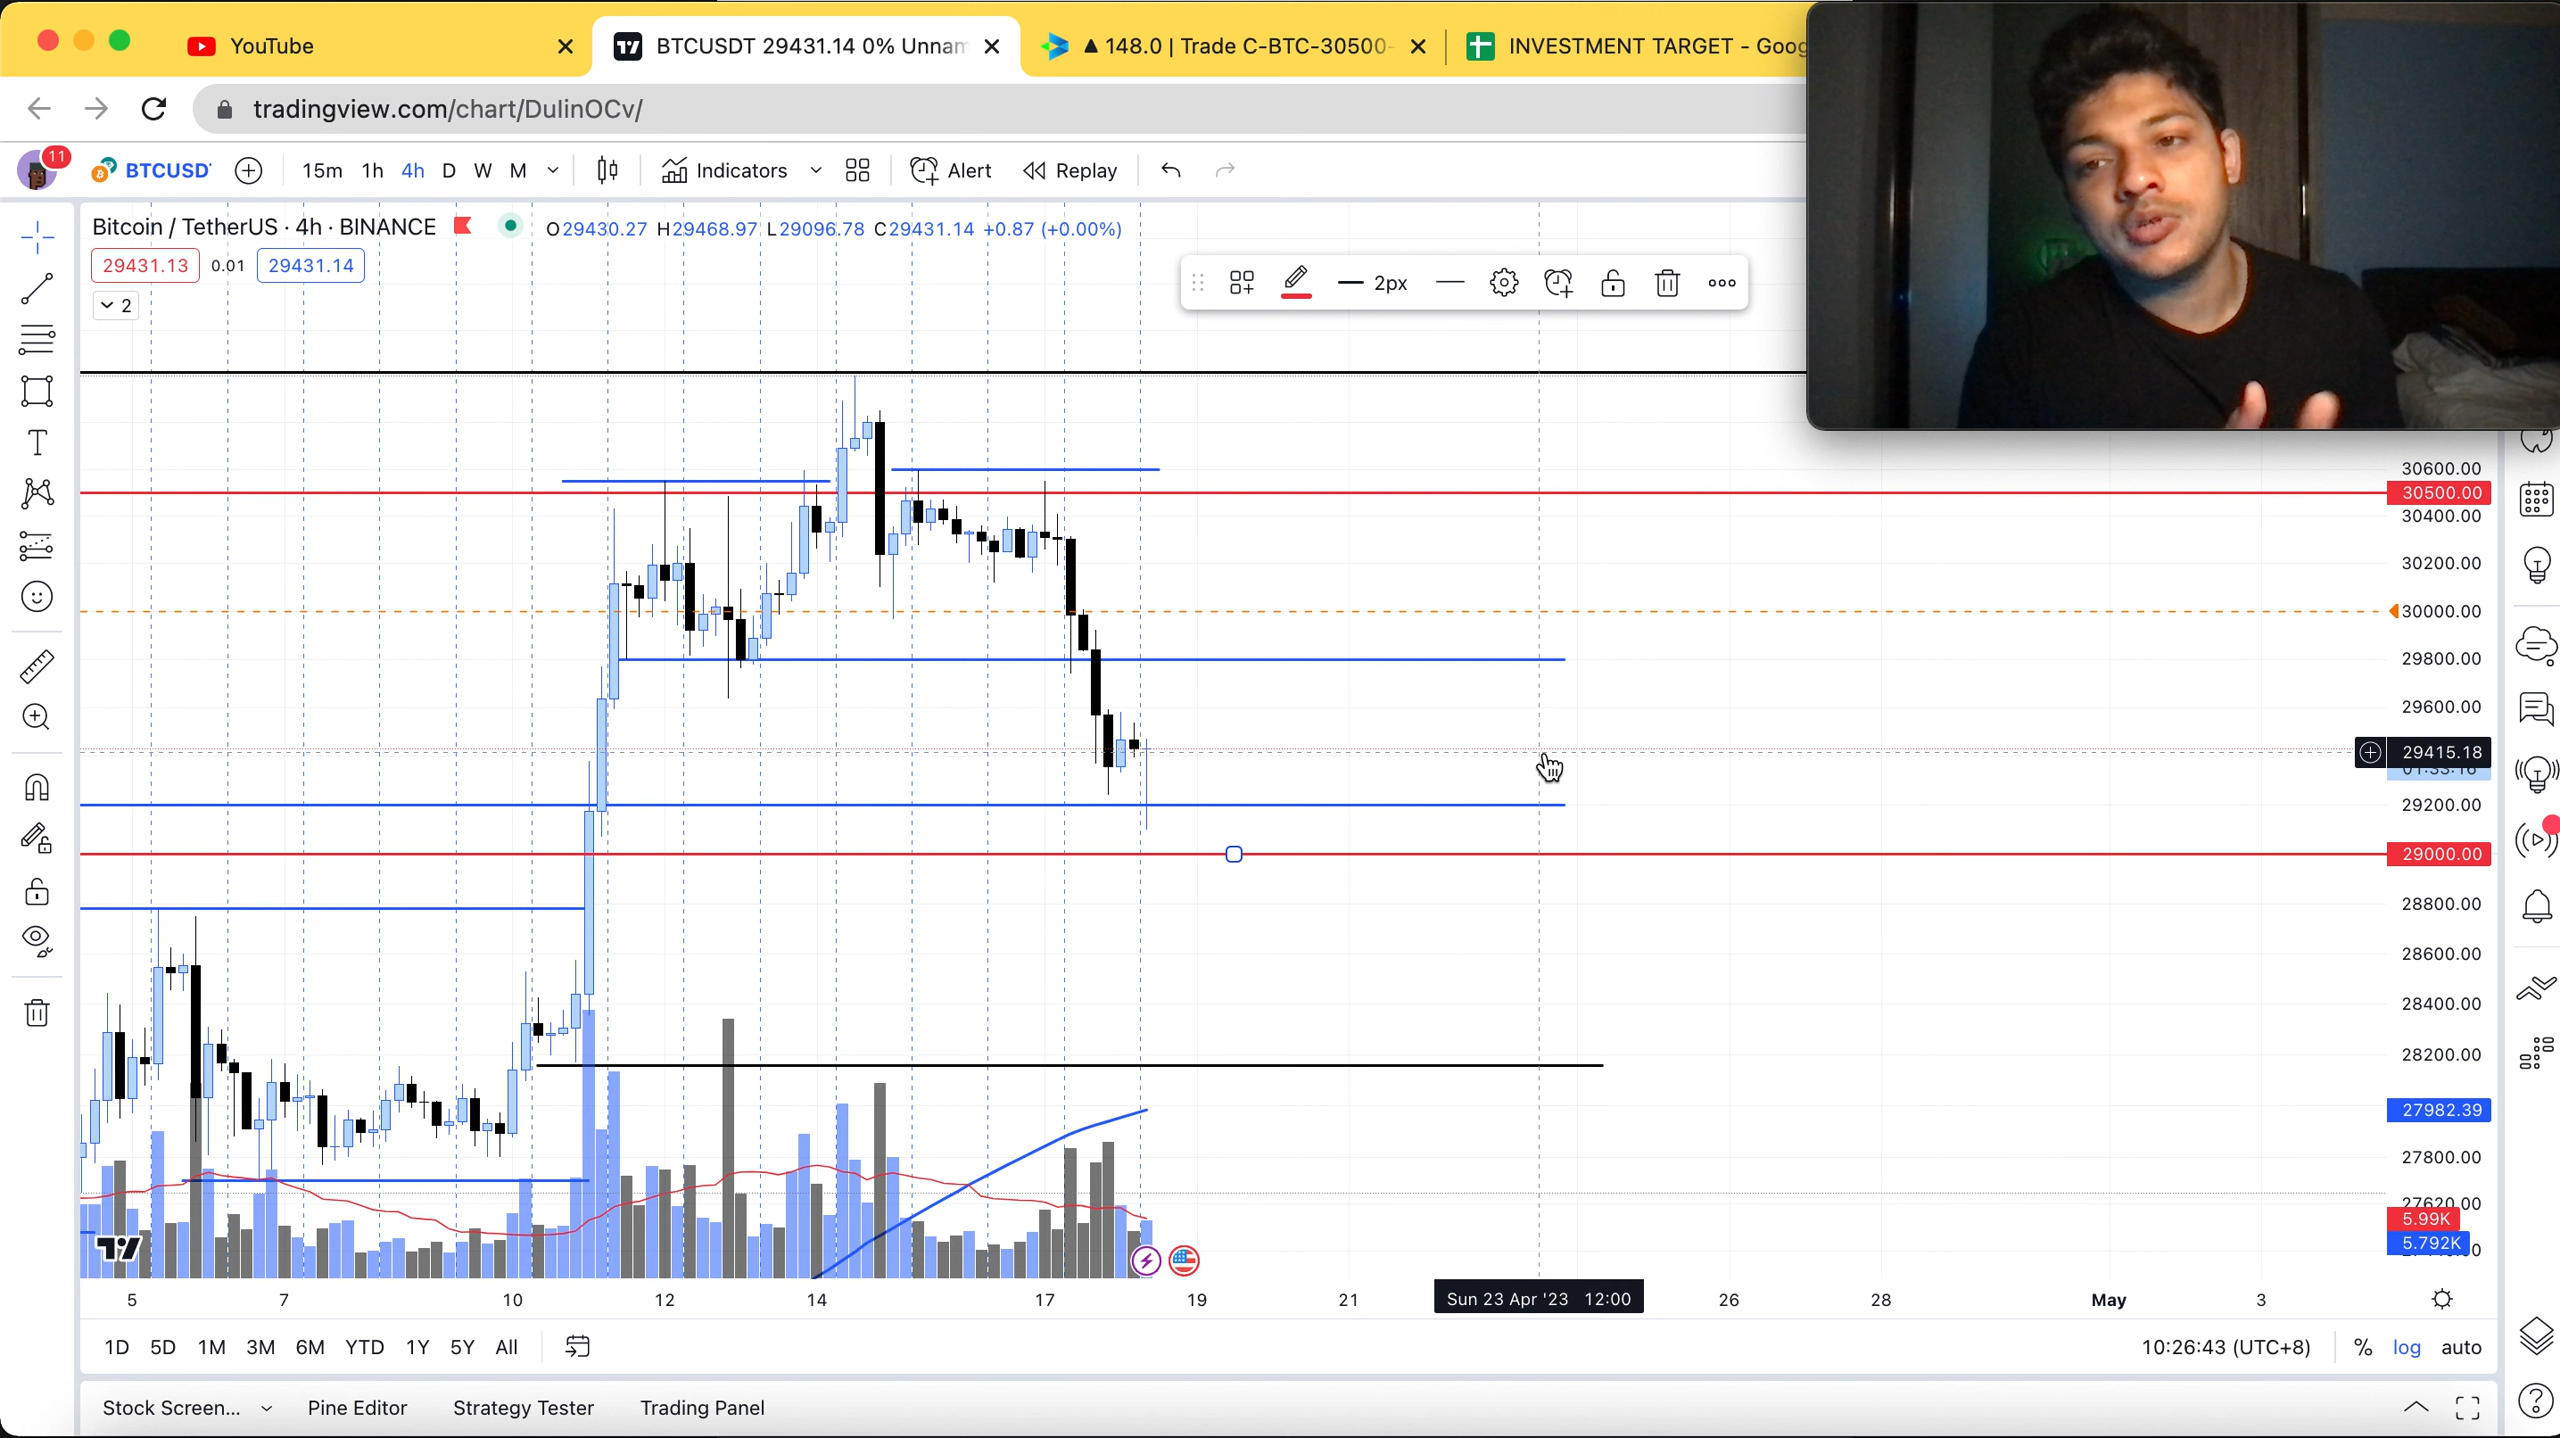 YouTube
BTCUSDT 29431.14 0% Unnam
▲ 148.0 | Trade C-BTC-30500-
INVESTMENT TARGET - Goog
tradingview.com/chart/DulinOCv/
11
BTCUSD
15m 1h 4h D W M
Indicators
Alert
Replay
Bitcoin / TetherUS · 4h · BINANCE
O29430.27 H29468.97 L29096.78 C29431.14 +0.87 (+0.00%)
29431.13 0.01 29431.14
2
2px
30600.00
30500.00
30400.00
30200.00
30000.00
29800.00
29600.00
29415.18
01:33:16
29200.00
29000.00
28800.00
28600.00
28400.00
28200.00
27982.39
27800.00
27620.00
5.99K
5.792K
5 7 10 12 14 17 19 21 Sun 23 Apr '23 12:00 26 28 May 3
1D 5D 1M 3M 6M YTD 1Y 5Y All
10:26:43 (UTC+8) % log auto
Stock Screen... Pine Editor Strategy Tester Trading Panel